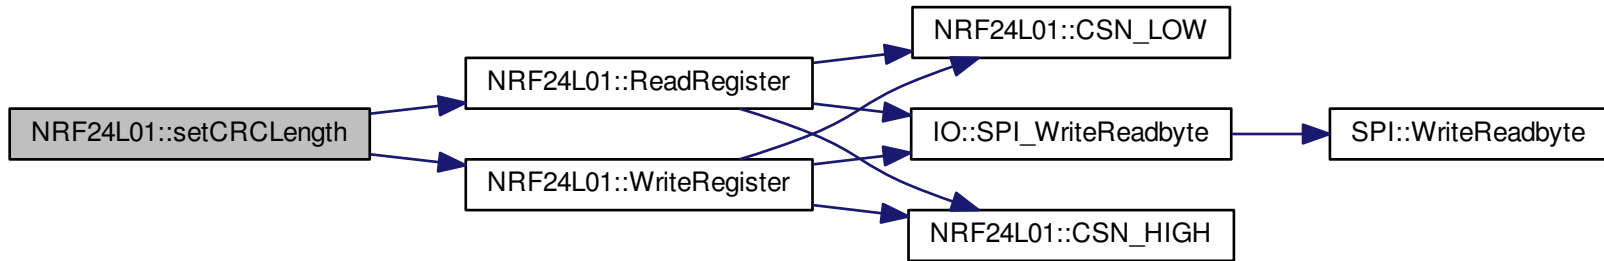 NRF24L01::setCRCLength
NRF24L01::ReadRegister
NRF24L01::WriteRegister
NRF24L01::CSN_LOW
IO::SPI_WriteReadbyte
NRF24L01::CSN_HIGH
SPI::WriteReadbyte